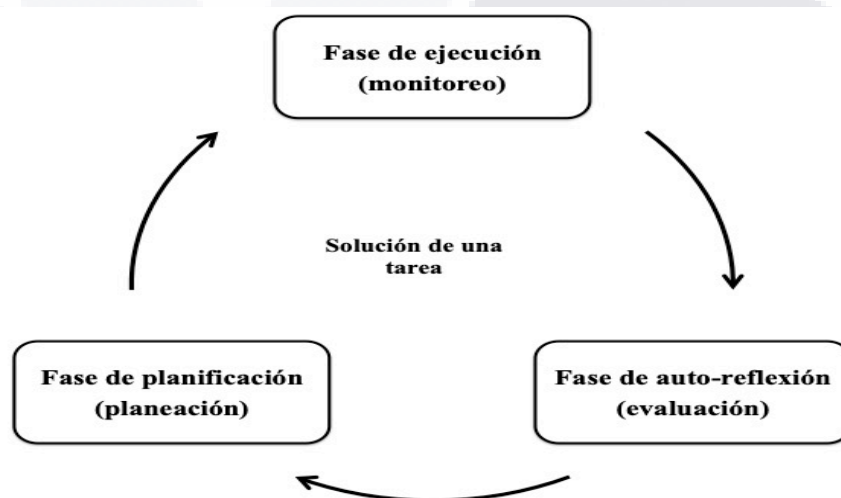 Fase de ejecución
(monitoreo)
Solución de una
tarea
Fase de planificación
(planeación)
Fase de auto-reflexión
(evaluación)